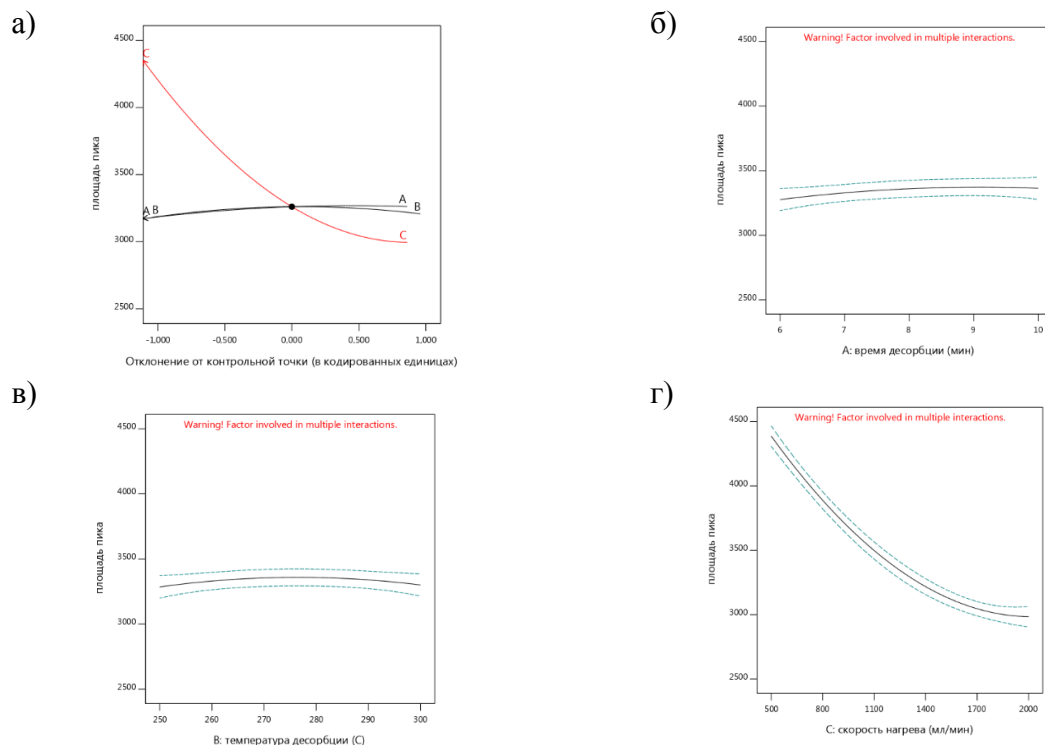 а)
4500
4000
3500
3000
2500
площадь пика
C
A B
A
B
C
-1.000
-0.500
0.000
0.500
1.000
Отклонение от контрольной точки (в кодированных единицах)
б)
Warning! Factor involved in multiple interactions.
4500
4000
3500
3000
2500
площадь пика
6
7
8
9
10
A: время десорбции (мин)
в)
Warning! Factor involved in multiple interactions.
4500
4000
3500
3000
2500
площадь пика
250
260
270
280
290
300
B: температура десорбции (C)
г)
Warning! Factor involved in multiple interactions.
4500
4000
3500
3000
2500
площадь пика
500
800
1100
1400
1700
2000
C: скорость нагрева (мл/мин)